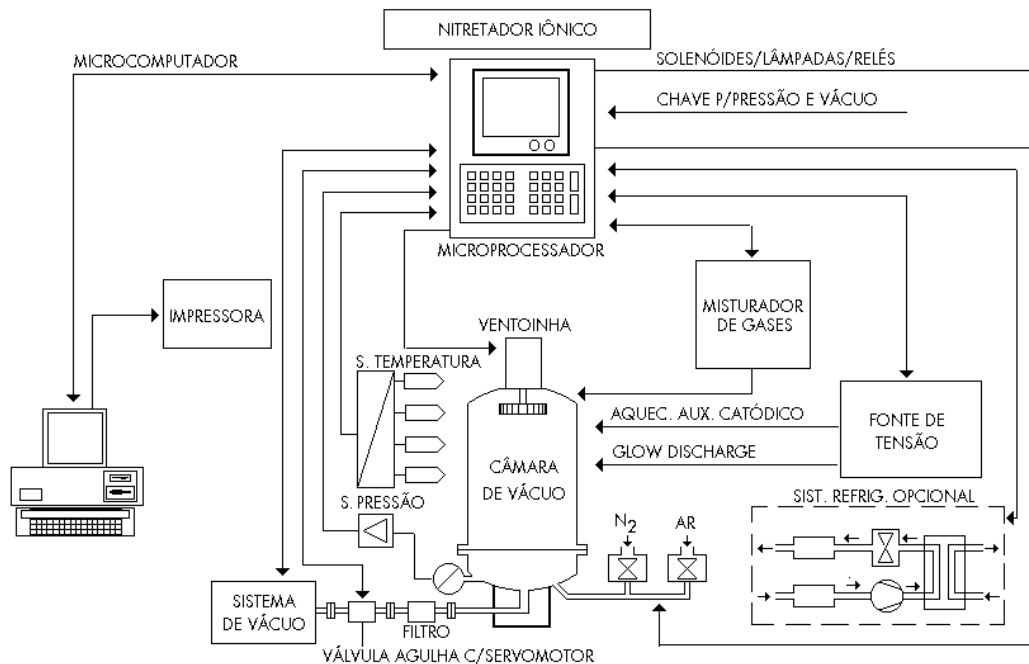 NITRETADOR IÔNICO
MICROCOMPUTADOR
SOLENÓIDES/LÂMPADAS/RELÉS
CHAVE P/PRESSÃO E VÁCUO
MICROPROCESSADOR
MISTURADOR
DE GASES
IMPRESSORA
VENTOINHA
S. TEMPERATURA
AQUEC. AUX. CATÓDICO
FONTE DE
TENSÃO
GLOW DISCHARGE
CÂMARA
DE VÁCUO
S. PRESSÃO
SIST. REFRIG. OPCIONAL
N2
AR
SISTEMA
DE VÁCUO
FILTRO
VÁLVULA AGULHA C/SERVOMOTOR